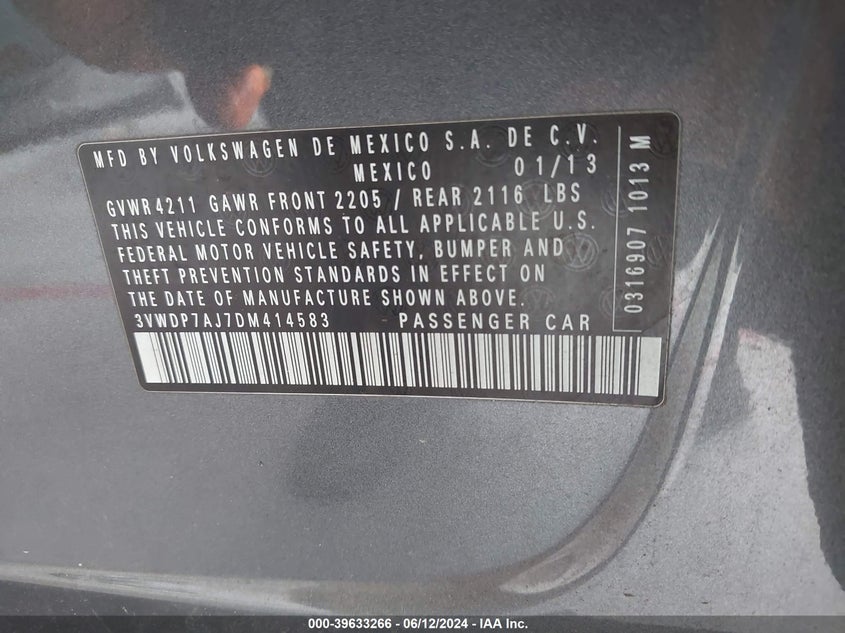 MFD BY VOLKSWAGEN DE MEXICO S.A. DE C.V.
MEXICO 01/13
GVWR 4211 GAWR FRONT 2205 / REAR 2116 LBS
THIS VEHICLE CONFORMS TO ALL APPLICABLE U.S.
FEDERAL MOTOR VEHICLE SAFETY, BUMPER AND
THEFT PREVENTION STANDARDS IN EFFECT ON
THE DATE OF MANUFACTURE SHOWN ABOVE.
3VWDP7AJ7DM414583 PASSENGER CAR
0316907 1013 M
000-39633266 - 06/12/2024 - IAA Inc.